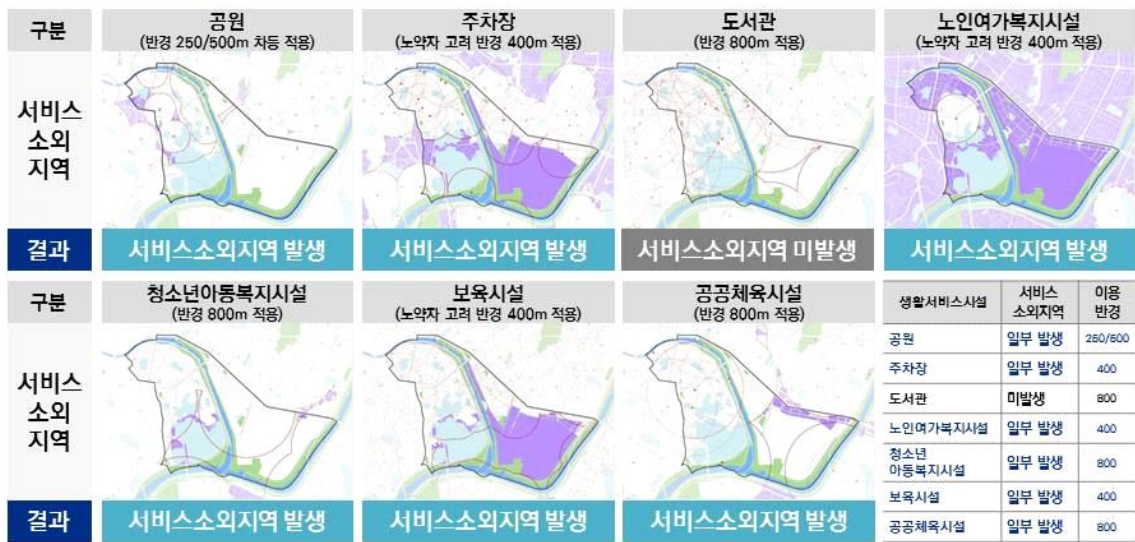 구분
공원
(반경 250/500m 차등 적용)
주차장
(노약자 고려 반경 400m 적용)
도서관
(반경 800m 적용)
노인여가복지시설
(노약자 고려 반경 400m 적용)
서비스
소외
지역
결과
서비스소외지역 발생
서비스소외지역 발생
서비스소외지역 미발생
서비스소외지역 발생
구분
청소년아동복지시설
(반경 800m 적용)
보육시설
(노약자 고려 반경 400m 적용)
공공체육시설
(반경 800m 적용)
서비스
소외
지역
결과
서비스소외지역 발생
서비스소외지역 발생
서비스소외지역 발생
생활서비스시설 서비스 소외지역 이용 반경
공원 일부 발생 250/500
주차장 일부 발생 400
도서관 미발생 800
노인여가복지시설 일부 발생 400
청소년
아동복지시설 일부 발생 800
보육시설 일부 발생 400
공공체육시설 일부 발생 800